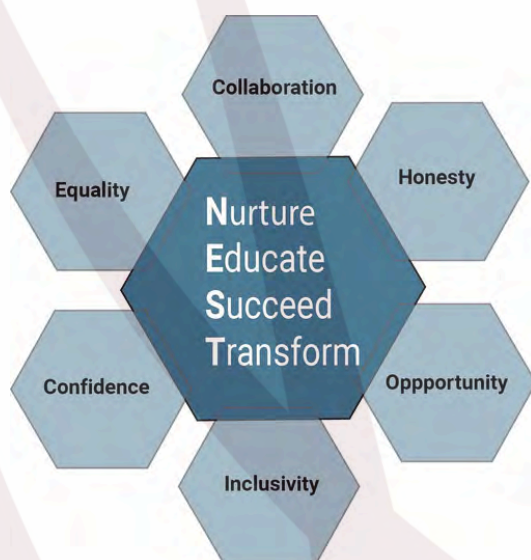 Collaboration
Honesty
Equality
Nurture
Educate
Succeed
Transform
Oppportunity
Confidence
Inclusivity